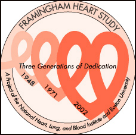 FRAMINGHAM HEART STUDY
Three Generations of Dedication
1948
1971
2002
A Project of the National Heart, Lung, and Blood Institute and Boston University